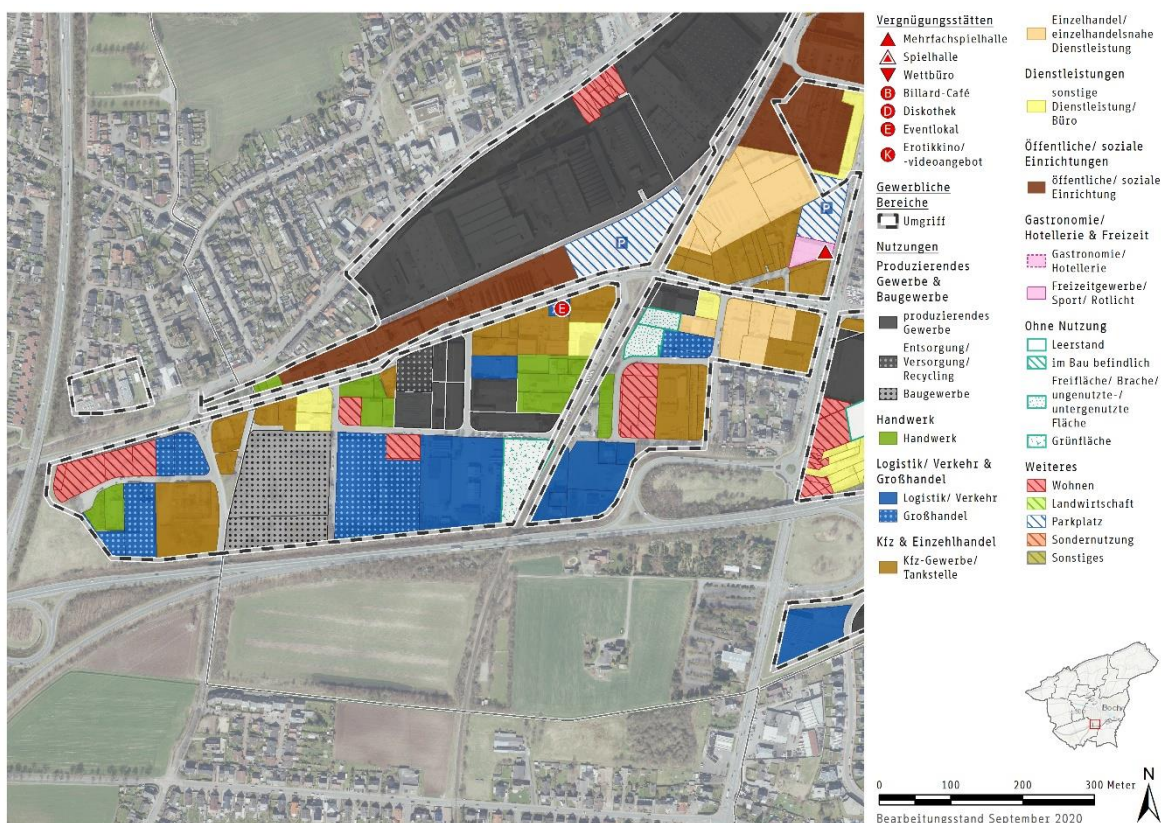 Vergnügungsstätten
Mehrfachspielhalle
Spielhalle
Wettbüro
B Billard-Café
D Diskothek
E Eventlokal
K Erotikkino/
-videoangebot
Gewerbliche
Bereiche
Umgriff
Nutzungen
Produzierendes
Gewerbe &
Baugewerbe
produzierendes
Gewerbe
Entsorgung/
Versorgung/
Recycling
Baugewerbe
Handwerk
Handwerk
Logistik/ Verkehr &
Großhandel
Logistik/ Verkehr
Großhandel
Kfz & Einzehlhandel
Kfz-Gewerbe/
Tankstelle
Einzelhandel/
einzelhandelsnahe
Dienstleistung
Dienstleistungen
sonstige
Dienstleistung/
Büro
Öffentliche/ soziale
Einrichtungen
öffentliche/ soziale
Einrichtung
Gastronomie/
Hotellerie & Freizeit
Gastronomie/
Hotellerie
Freizeitgewerbe/
Sport/ Rotlicht
Ohne Nutzung
Leerstand
im Bau befindlich
Freifläche/ Brache/
ungenutzte-/
untergenutzte
Fläche
Grünfläche
Weiteres
Wohnen
Landwirtschaft
Parkplatz
Sondernutzung
Sonstiges
P
P
E
Boch
N
0 100 200 300 Meter
Bearbeitungsstand September 2020